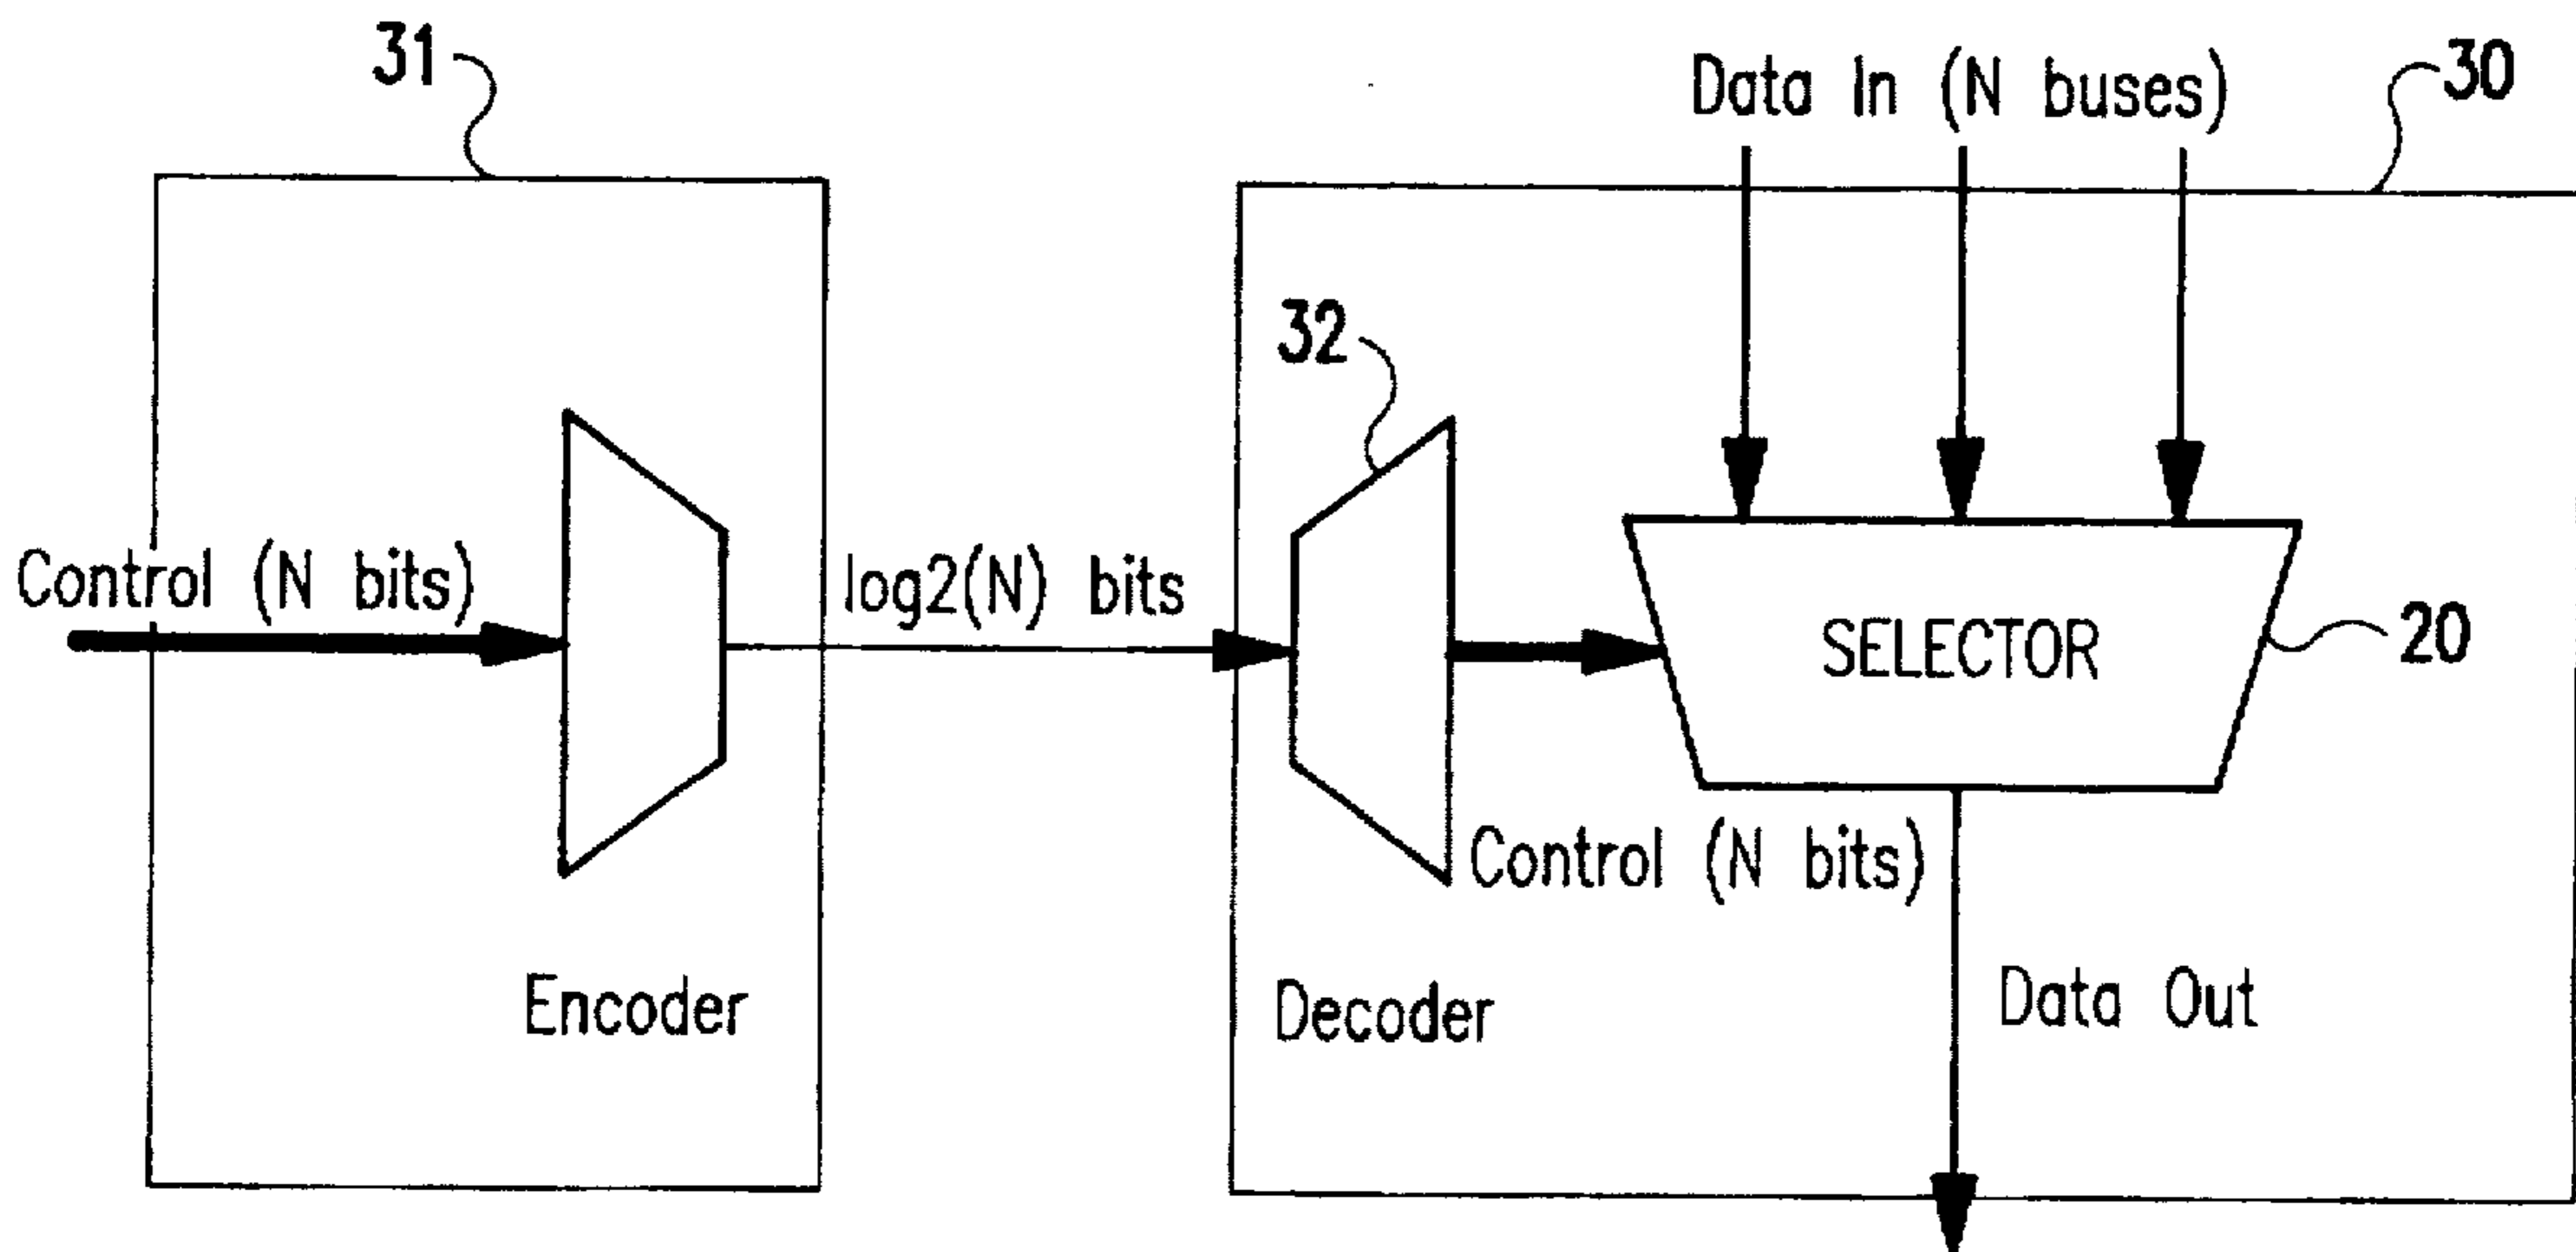 31
Data In (N buses)
30
32
Control (N bits)
log2(N) bits
SELECTOR
20
Control (N bits)
Encoder
Decoder
Data Out